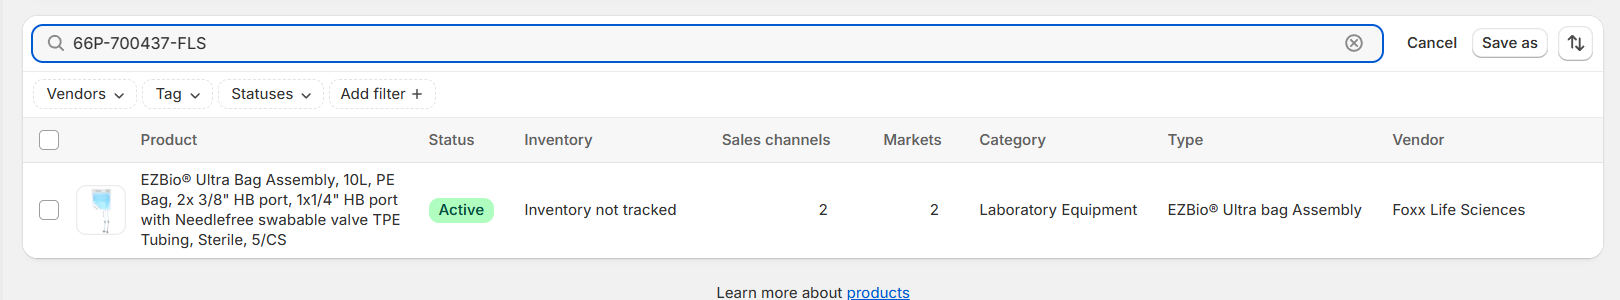 66P-700437-FLS
Cancel
Save as
Vendors
Tag
Statuses
Add filter +
Product
Status
Inventory
Sales channels
Markets
Category
Type
Vendor
EZBio® Ultra Bag Assembly, 10L, PE
Bag, 2x 3/8" HB port, 1x1/4" HB port
with Needlefree swabable valve TPE
Tubing, Sterile, 5/CS
Active
Inventory not tracked
2
2
Laboratory Equipment
EZBio® Ultra bag Assembly
Foxx Life Sciences
Learn more about products